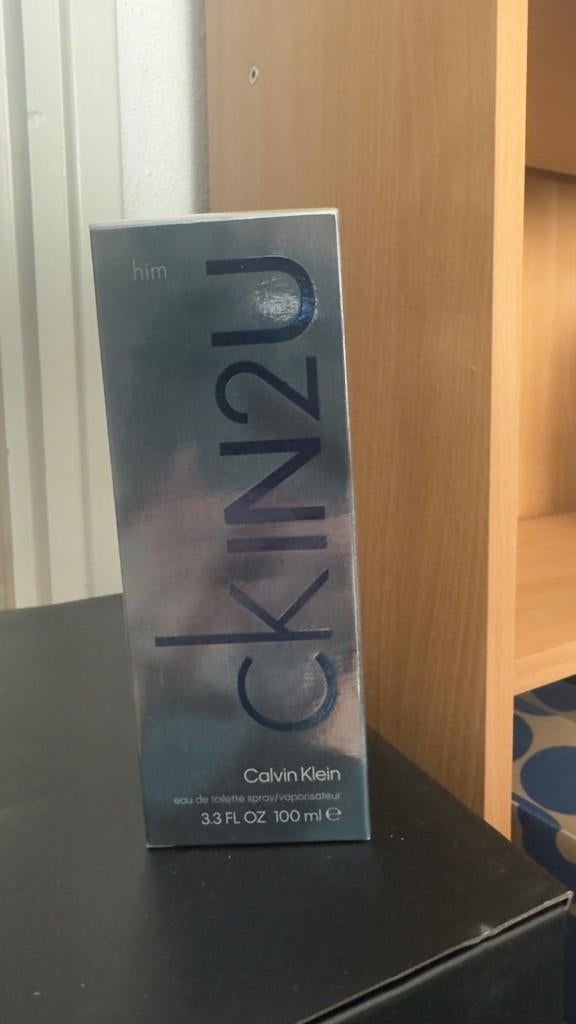 him
ckIN2U
Calvin Klein
eau de toilette spray/vaporisateur
3.3 FL OZ 100 ml ℮